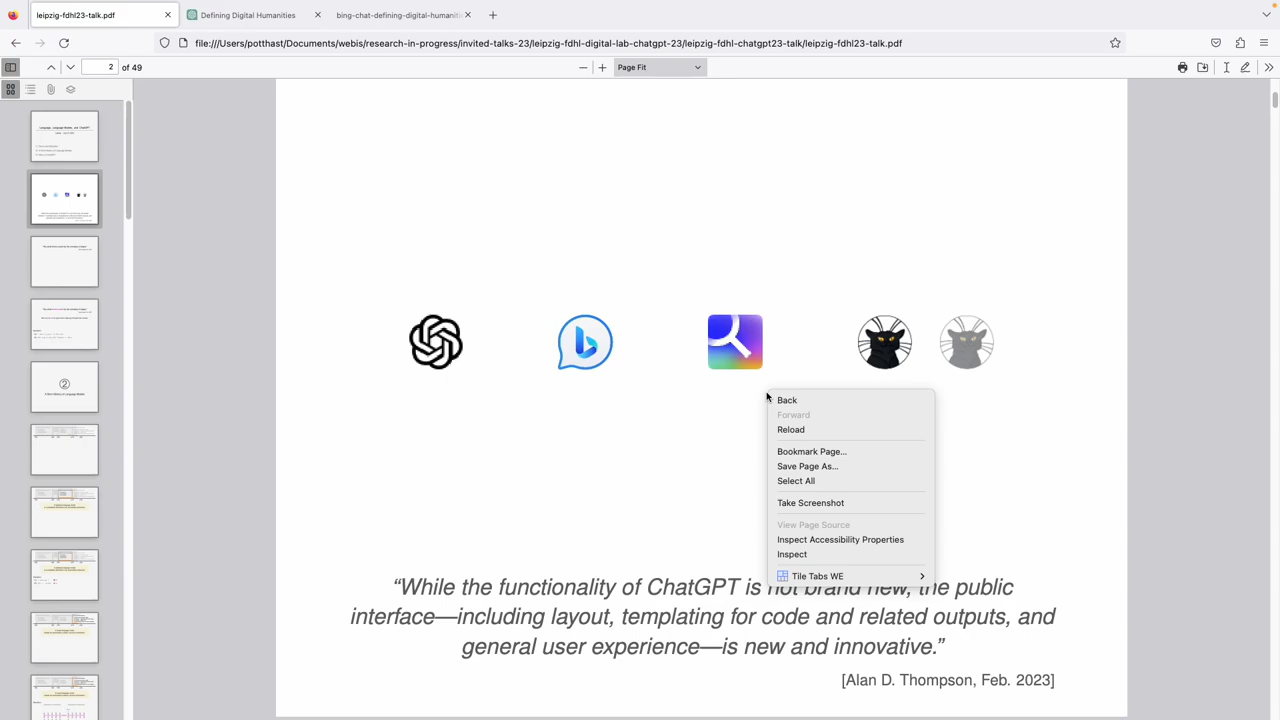 leipzig-fdhl23-talk.pdf
Defining Digital Humanities
bing-chat-defining-digital-humaniti
file:///Users/potthast/Documents/webis/research-in-progress/invited-talks-23/leipzig-fdhl-digital-lab-chatgpt-23/leipzig-fdhl-chatgpt23-talk/leipzig-fdhl23-talk.pdf
2 of 49
Page Fit
Back
Forward
Reload
Bookmark Page...
Save Page As...
Select All
Take Screenshot
View Page Source
Inspect Accessibility Properties
Inspect
Tile Tabs WE
“While the functionality of ChatGPT is not brand new, the public
interface—including layout, templating for code and related outputs, and
general user experience—is new and innovative.”
[Alan D. Thompson, Feb. 2023]